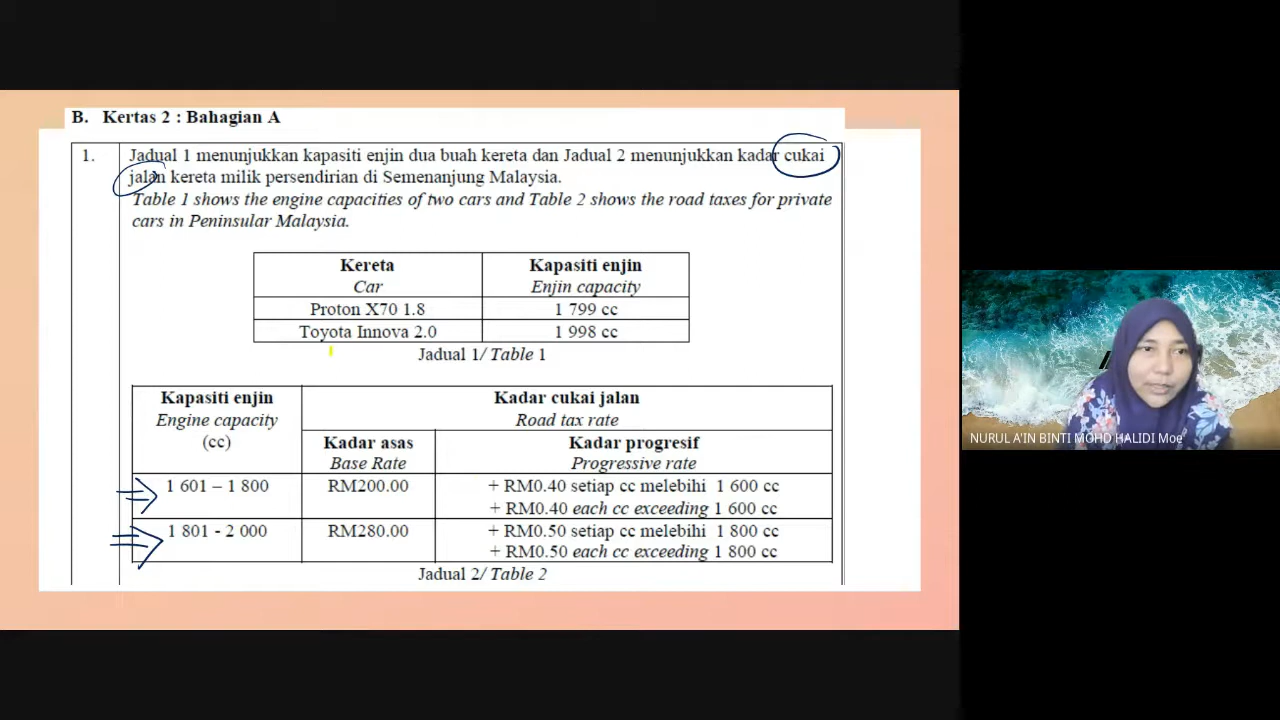 B. Kertas 2 : Bahagian A
1. Jadual 1 menunjukkan kapasiti enjin dua buah kereta dan Jadual 2 menunjukkan kadar cukai
jalan kereta milik persendirian di Semenanjung Malaysia.
Table 1 shows the engine capacities of two cars and Table 2 shows the road taxes for private
cars in Peninsular Malaysia.
Kereta Kapasiti enjin
Car Enjin capacity
Proton X70 1.8 1 799 cc
Toyota Innova 2.0 1 998 cc
Jadual 1/ Table 1
Kapasiti enjin Kadar cukai jalan
Engine capacity Road tax rate
(cc) Kadar asas Kadar progresif
Base Rate Progressive rate
1 601 – 1 800 RM200.00 + RM0.40 setiap cc melebihi 1 600 cc
+ RM0.40 each cc exceeding 1 600 cc
1 801 - 2 000 RM280.00 + RM0.50 setiap cc melebihi 1 800 cc
+ RM0.50 each cc exceeding 1 800 cc
Jadual 2/ Table 2
NURUL A'IN BINTI MOHD HALIDI Moe